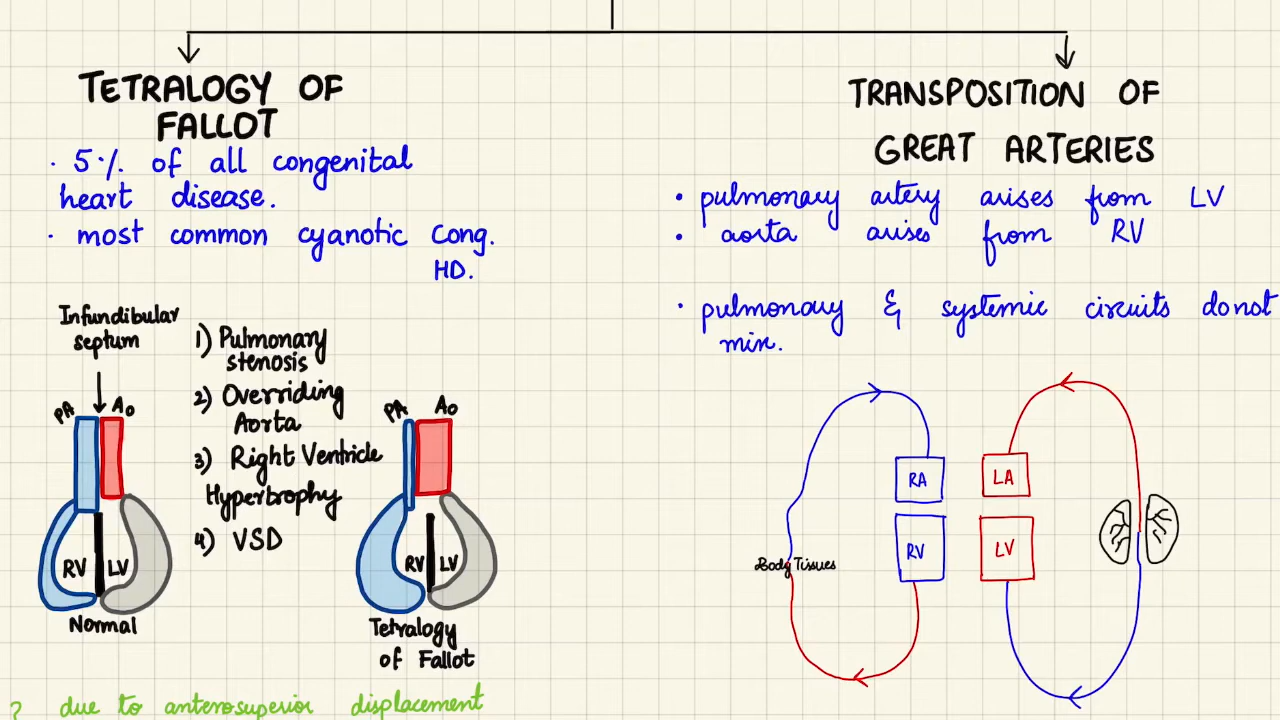 TETRALOGY OF
FALLOT
· 5% of all congenital
heart disease.
· most common cyanotic Cong.
HD.
Infundibular
septum
PA Ao
RV LV
Normal
1) Pulmonary
stenosis
2) Overriding
Aorta
3) Right Ventricle
Hypertrophy
4) VSD
PA Ao
RV LV
Tetralogy
of Fallot
? due to anterosuperior displacement
TRANSPOSITION OF
GREAT ARTERIES
· pulmonary artery arises from LV
· aorta arises from RV
· pulmonary & systemic circuits do not
mix.
RA LA
RV LV
Body Tissues